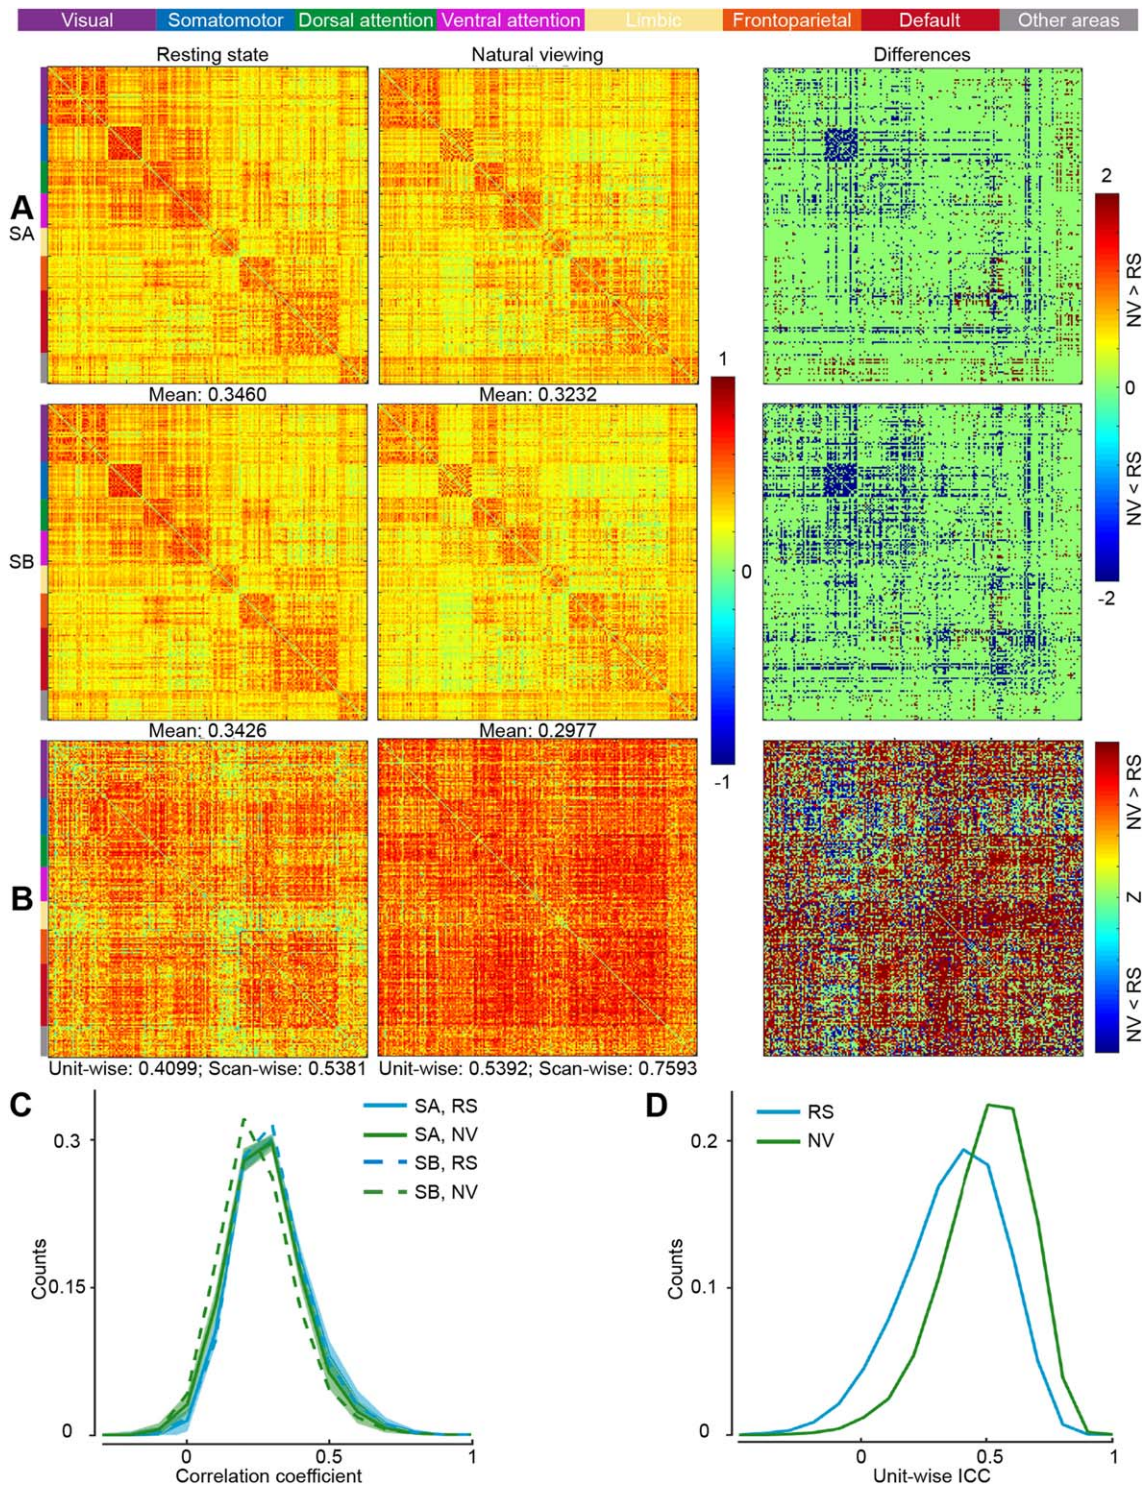 Visual Somatomotor Dorsal attention Ventral attention Limbic Frontoparietal Default Other areas
Resting state Natural viewing Differences
A
SA
2
NV > RS
0
NV < RS
-2
Mean: 0.3460 Mean: 0.3232
1
0
-1
SB
Mean: 0.3426 Mean: 0.2977
B
NV > RS
Z
NV < RS
Unit-wise: 0.4099; Scan-wise: 0.5381 Unit-wise: 0.5392; Scan-wise: 0.7593
C
SA, RS
SA, NV
SB, RS
SB, NV
0.3
0.15
0
Counts
0 0.5 1
Correlation coefficient
D
RS
NV
0.2
0.1
0
Counts
0 0.5 1
Unit-wise ICC